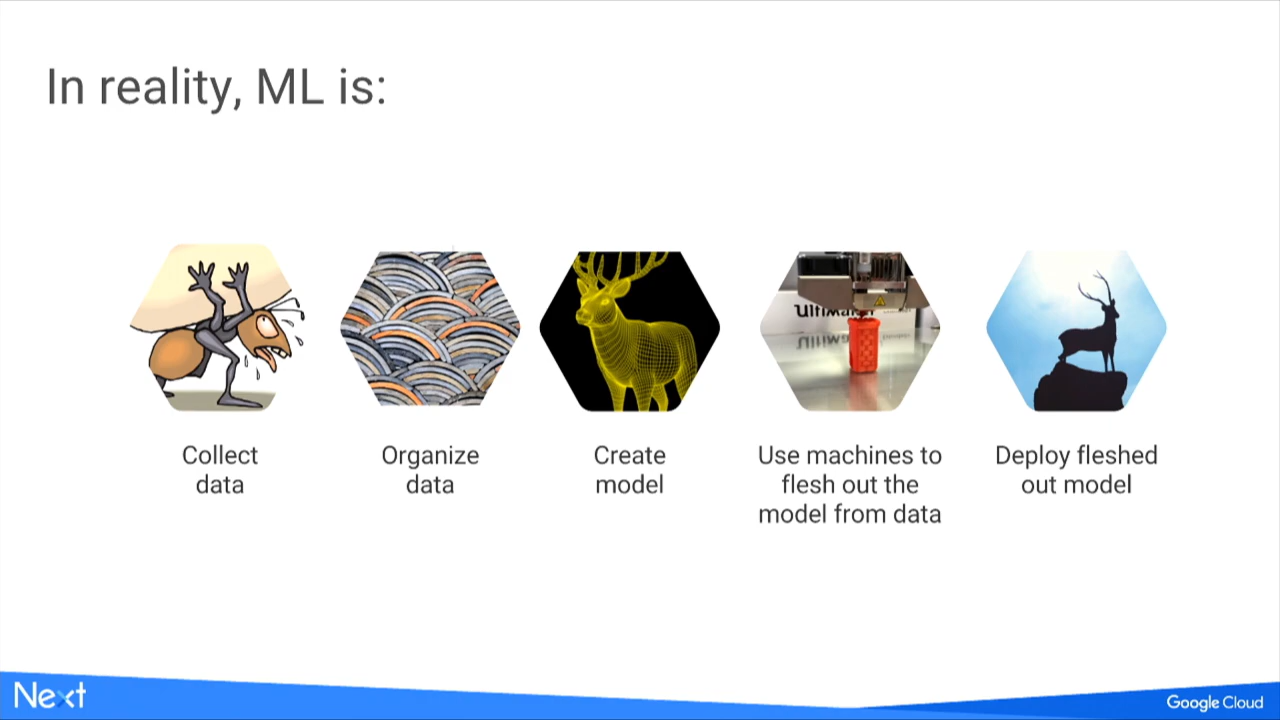 In reality, ML is:
Ultimaker
Collect
data
Organize
data
Create
model
Use machines to
flesh out the
model from data
Deploy fleshed
out model
Next
Google Cloud